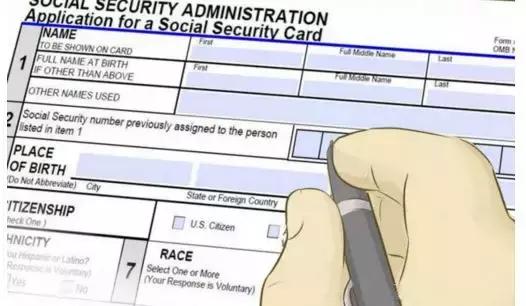 SOCIAL SECURITY ADMINISTRATION
Application for a Social Security Card
Form
OMB
NAME
TO BE SHOWN ON CARD
First
Full Middle Name
Last
1
FULL NAME AT BIRTH
IF OTHER THAN ABOVE
First
Full Middle Name
Last
OTHER NAMES USED
2
Social Security number previously assigned to the person
listed in item 1
PLACE
OF BIRTH
(Do Not Abbreviate)
City
State or Foreign Country
CITIZENSHIP
Check One )
U.S. Citizen
HNICITY
ou Hispanic or Latino?
Response is Voluntary)
Yes
No
7
RACE
Select One or More
(Your Response is Voluntary)